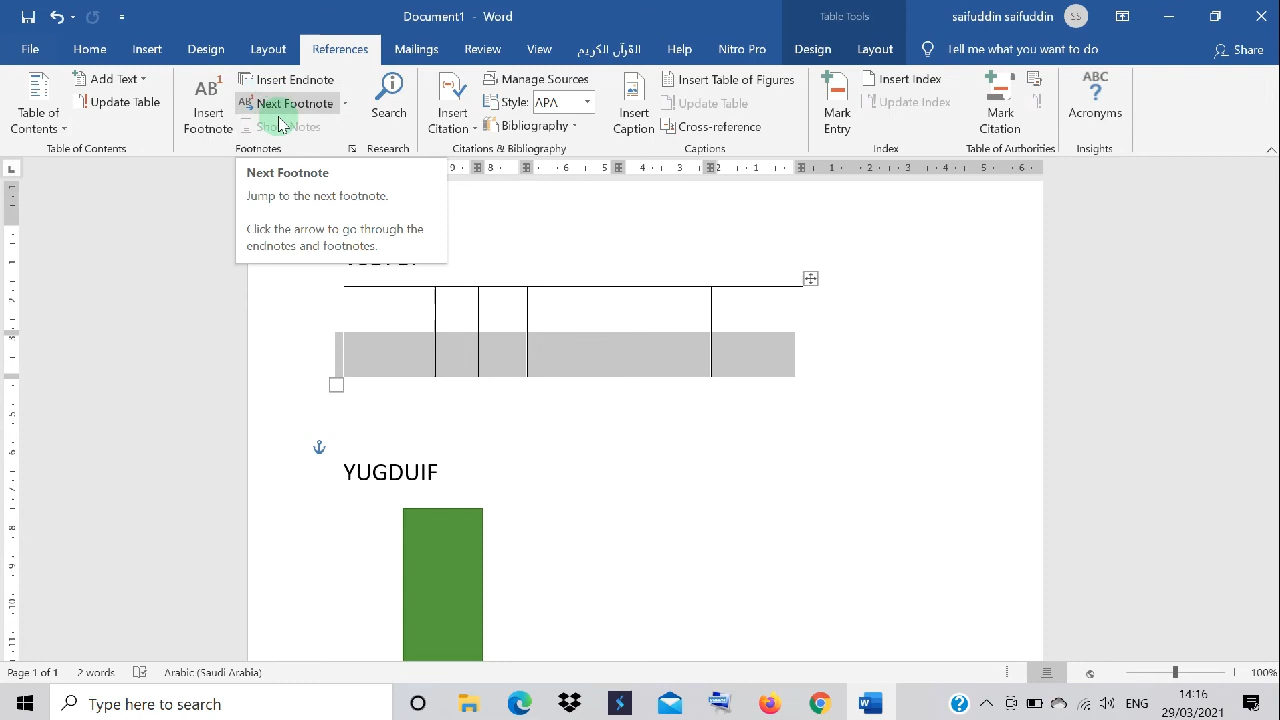 Document1 - Word
Table Tools
saifuddin saifuddin
SS
File
Home
Insert
Design
Layout
References
Mailings
Review
View
القرآن الكريم
Help
Nitro Pro
Design
Layout
Tell me what you want to do
Share
Table of
Contents
Add Text
Update Table
Table of Contents
AB1
Insert
Footnote
Insert Endnote
Next Footnote
Show Notes
Footnotes
Search
Research
Insert
Citation
Manage Sources
Style: APA
Bibliography
Citations & Bibliography
Insert
Caption
Insert Table of Figures
Update Table
Cross-reference
Captions
Mark
Entry
Insert Index
Update Index
Index
Mark
Citation
Table of Authorities
ABC
?
Acronyms
Insights
Next Footnote
Jump to the next footnote.
Click the arrow to go through the
endnotes and footnotes.
YUGDUIF
Page 1 of 1
2 words
Arabic (Saudi Arabia)
100%
Type here to search
ENG
14:16
29/03/2021